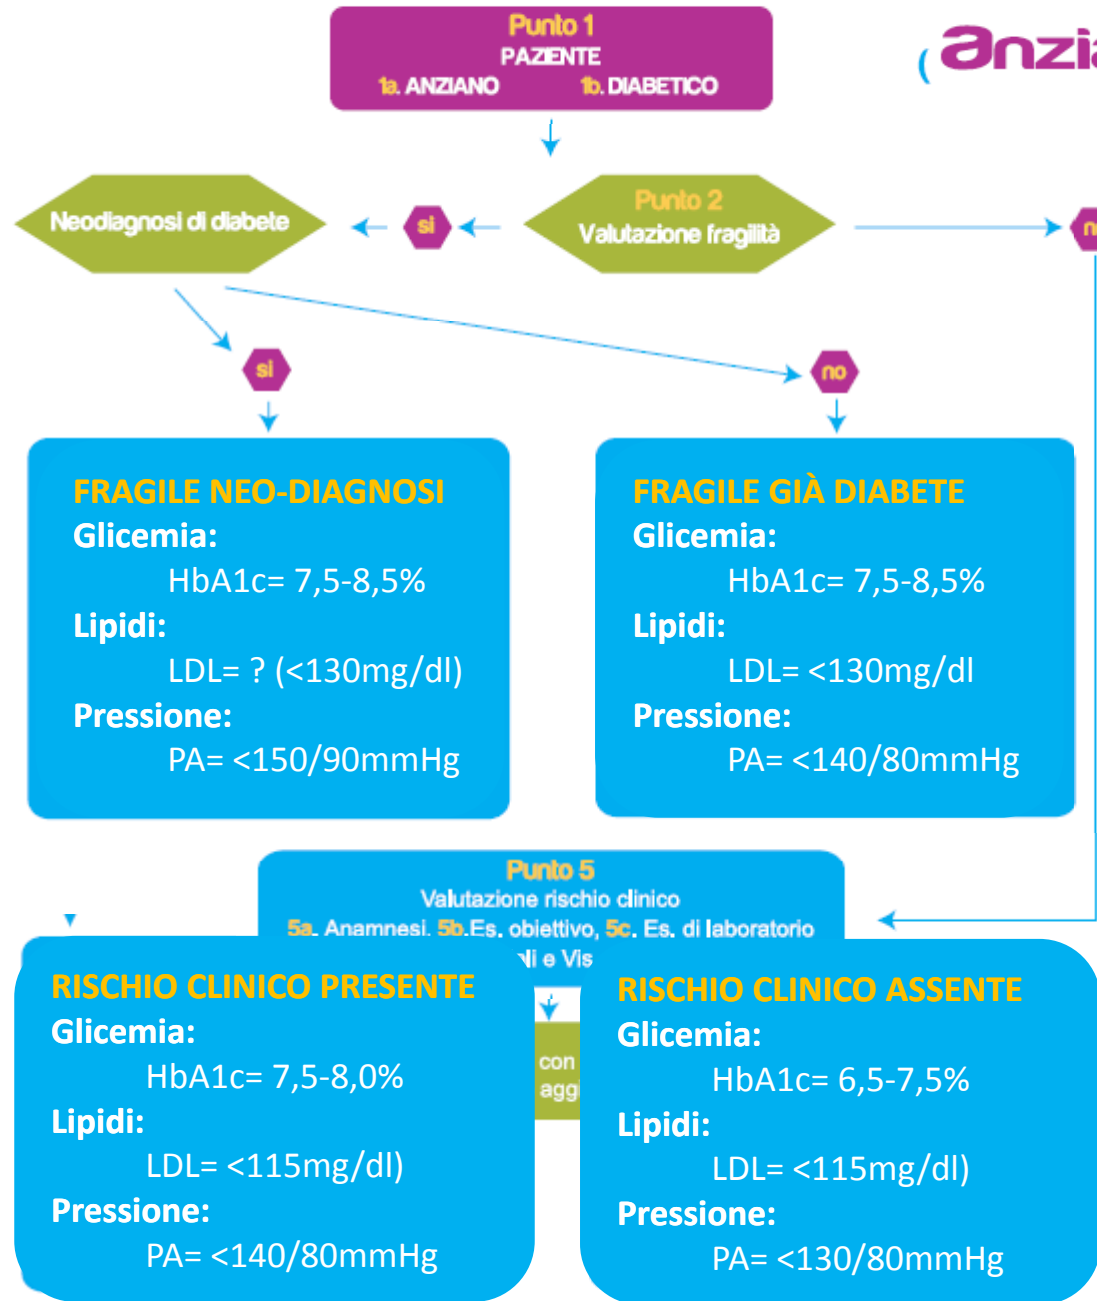 Punto 1
PAZIENTE
1a. ANZIANO 1b. DIABETICO
( anzia
Neodiagnosi di diabete
si
Punto 2
Valutazione fragilità
si
no
FRAGILE NEO-DIAGNOSI
Glicemia:
HbA1c= 7,5-8,5%
Lipidi:
LDL= ? (<130mg/dl)
Pressione:
PA= <150/90mmHg
FRAGILE GIÀ DIABETE
Glicemia:
HbA1c= 7,5-8,5%
Lipidi:
LDL= <130mg/dl
Pressione:
PA= <140/80mmHg
Punto 5
Valutazione rischio clinico
5a. Anamnesi, 5b.Es. obiettivo, 5c. Es. di laboratorio
e Vis
con
aggi
RISCHIO CLINICO PRESENTE
Glicemia:
HbA1c= 7,5-8,0%
Lipidi:
LDL= <115mg/dl)
Pressione:
PA= <140/80mmHg
RISCHIO CLINICO ASSENTE
Glicemia:
HbA1c= 6,5-7,5%
Lipidi:
LDL= <115mg/dl)
Pressione:
PA= <130/80mmHg